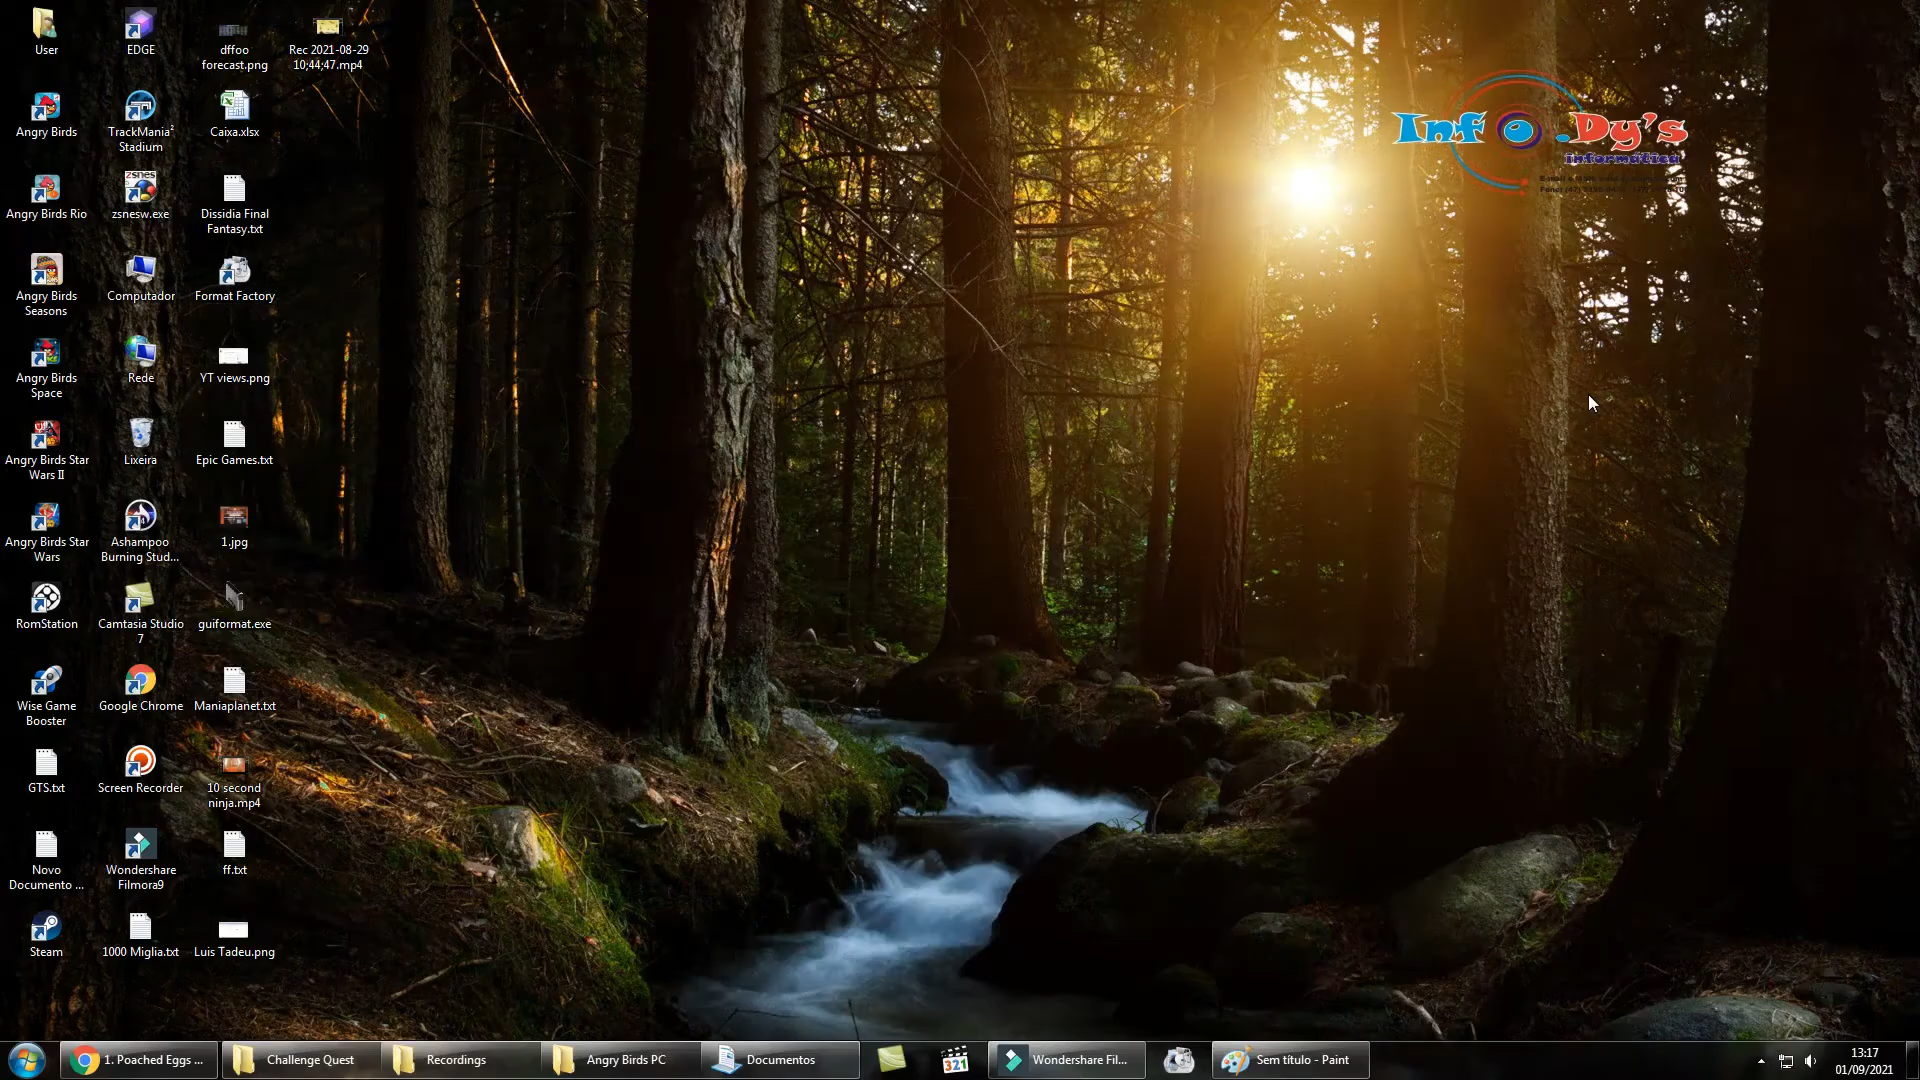 User
EDGE
dffoo
forecast.png
Rec 2021-08-29
10;44;47.mp4
Angry Birds
TrackMania²
Stadium
Caixa.xlsx
Angry Birds Rio
zsnes
zsnesw.exe
Dissidia Final
Fantasy.txt
Angry Birds
Seasons
Computador
Format Factory
Angry Birds
Space
Rede
YT views.png
Angry Birds Star
Wars II
Lixeira
Epic Games.txt
Angry Birds Star
Wars
Ashampoo
Burning Stud...
1.jpg
RomStation
Camtasia Studio
7
guiformat.exe
Wise Game
Booster
Google Chrome
Maniaplanet.txt
GTS.txt
Screen Recorder
10 second
ninja.mp4
Novo
Documento ...
Wondershare
Filmora9
ff.txt
Steam
1000 Miglia.txt
Luis Tadeu.png
Info.Dy's
informática
1. Poached Eggs ...
Challenge Quest
Recordings
Angry Birds PC
Documentos
321
Wondershare Fil...
Sem título - Paint
13:17
01/09/2021